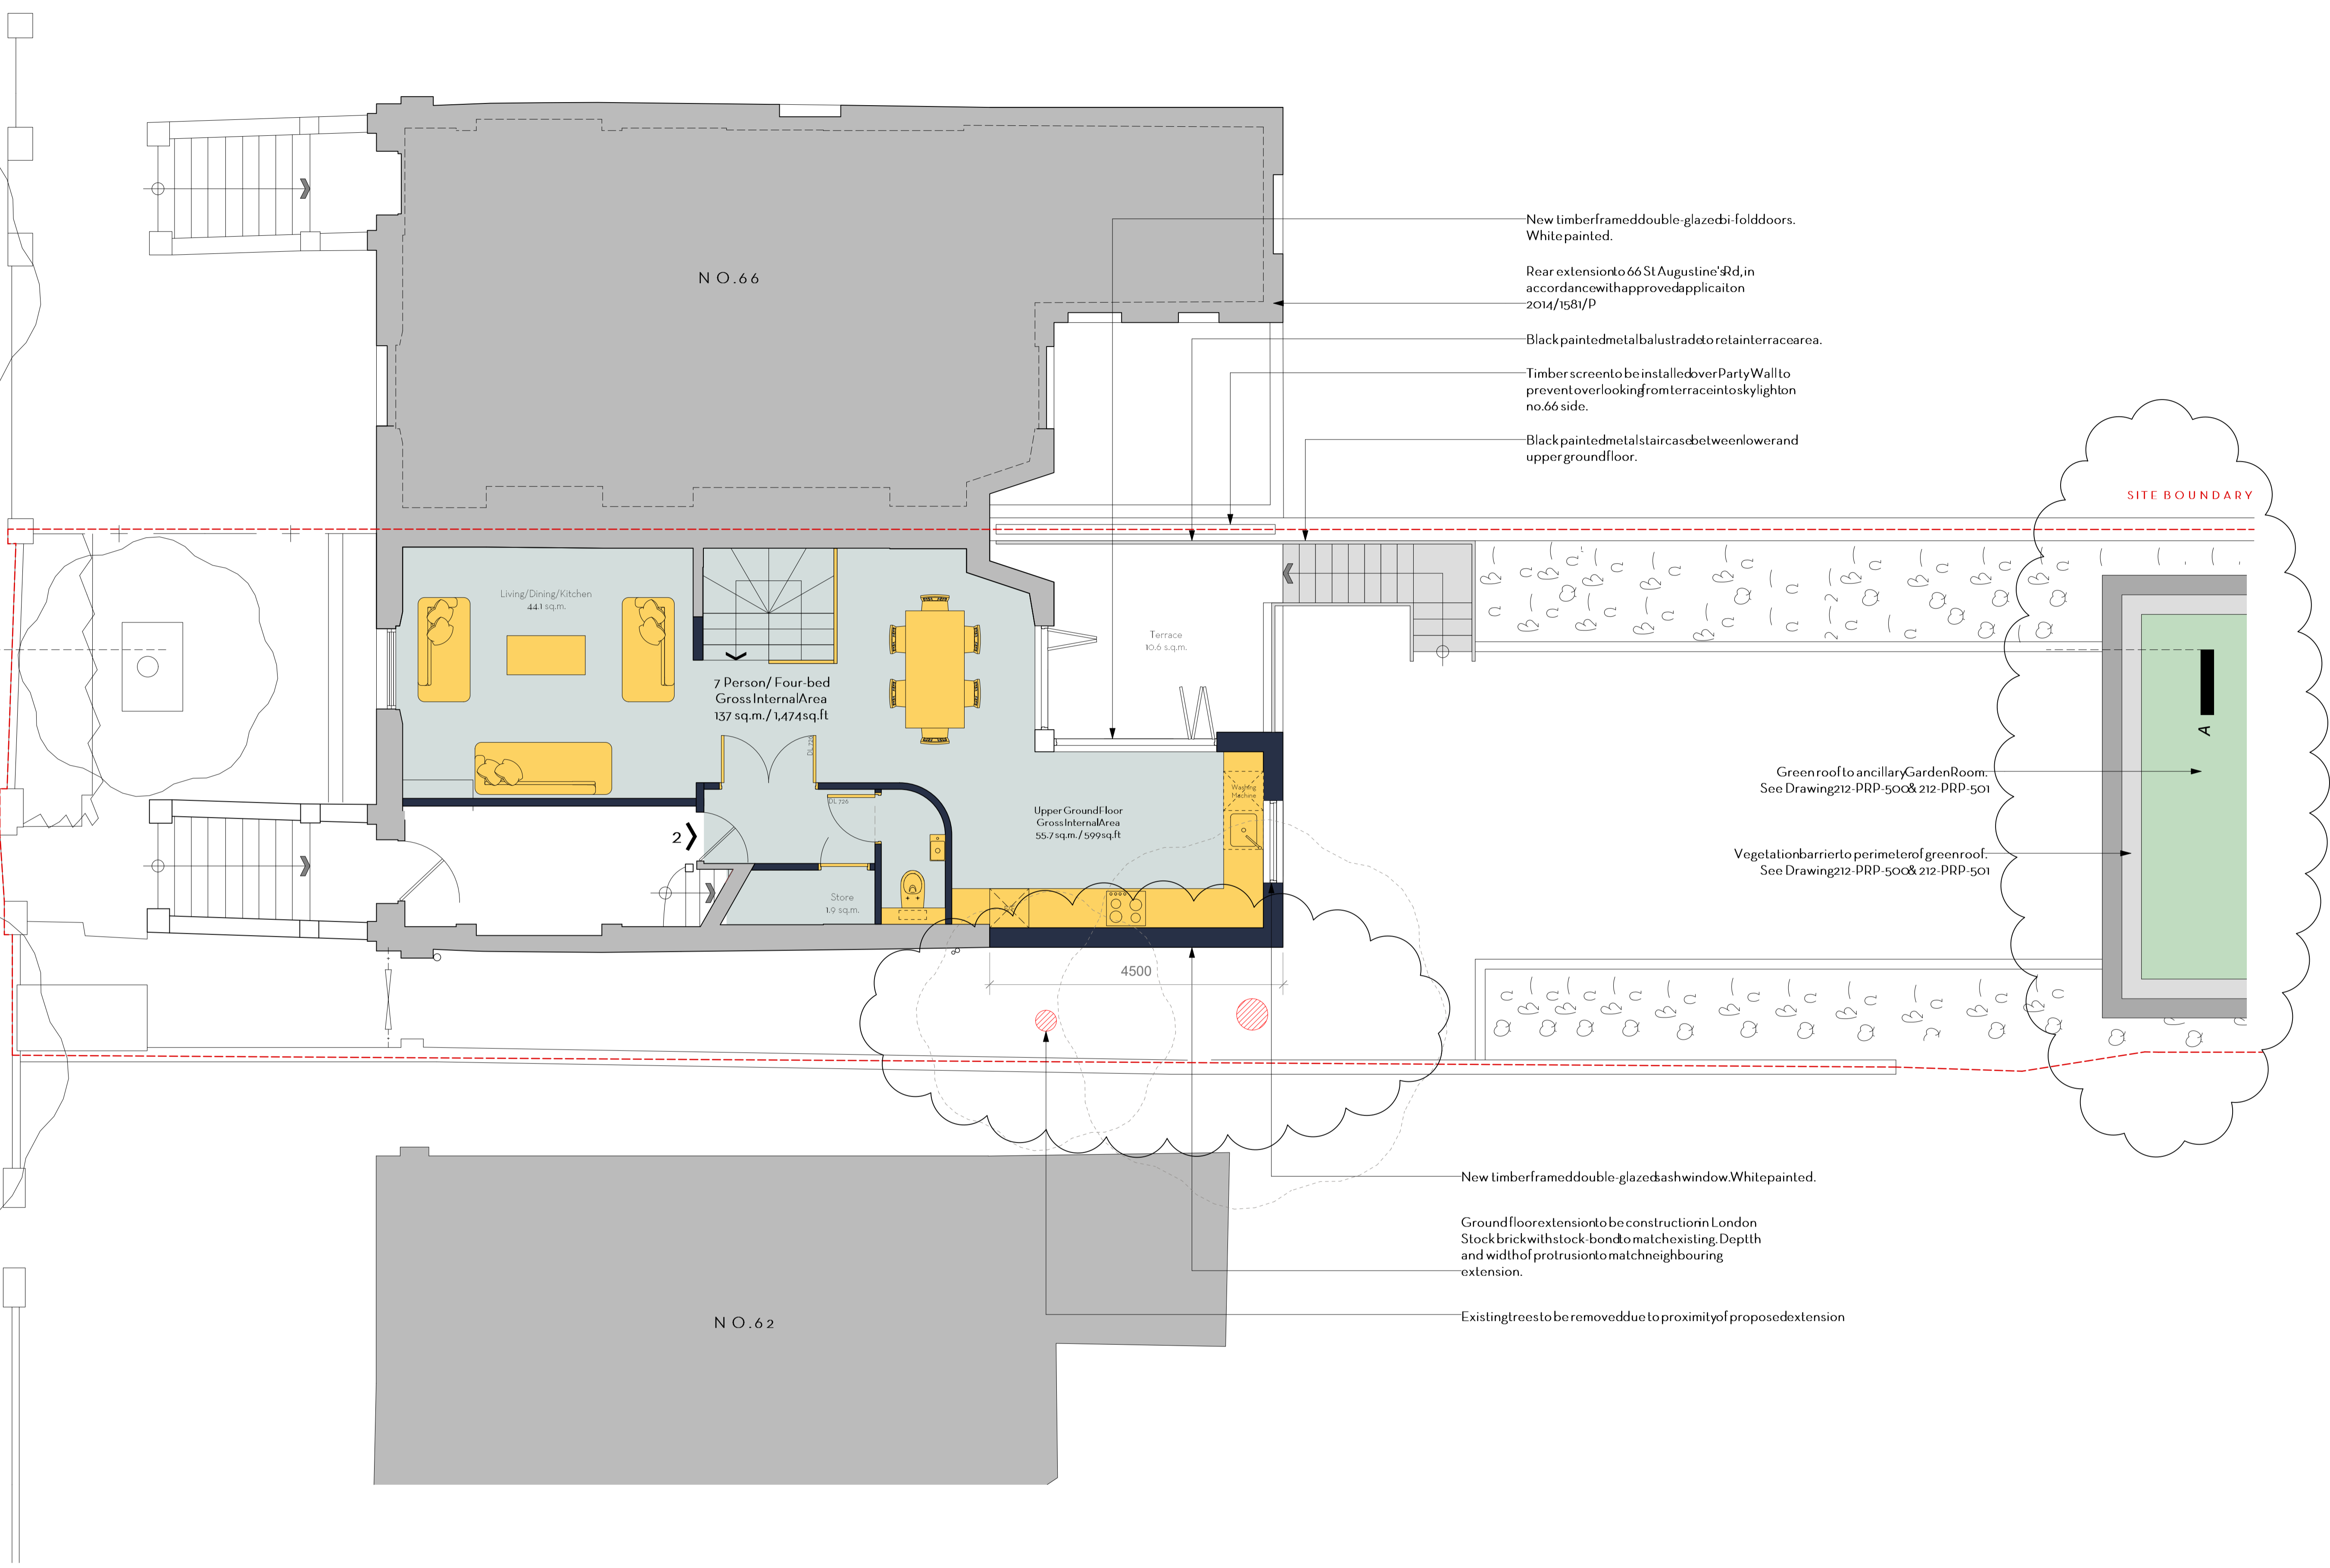 NO.66
New timber framed double-glazed bi-fold doors.
White painted.
Rear extension to 66 St Augustine's Rd, in
accordance with approved applicaiton
2014/1581/P
Black painted metal balustrade to retain terrace area.
Timber screen to be installed over Party Wall to
prevent overlooking from terrace into skylight on
no.66 side.
Black painted metal staircase between lower and
upper ground floor.
SITE BOUNDARY
Living/Dining/Kitchen
44.1 sq.m.
Terrace
10.6 s.q.m.
7 Person/ Four-bed
Gross Internal Area
137 sq.m./ 1,474sq.ft
DL 726
A
Washing
Machine
Green roof to ancillary Garden Room.
See Drawing 212-PRP-500 & 212-PRP-501
DL 726
Upper Ground Floor
Gross Internal Area
55.7 sq.m./ 599sq.ft
2
Vegetation barrier to perimeter of green roof.
See Drawing 212-PRP-500 & 212-PRP-501
Store
1.9 sq.m.
4500
New timber framed double-glazed sash window. White painted.
Ground floor extension to be construction in London
Stock brick with stock-bond to match existing. Deptth
and width of protrusion to match neighbouring
extension.
Existing trees to be removed due to proximity of proposed extension
NO.62